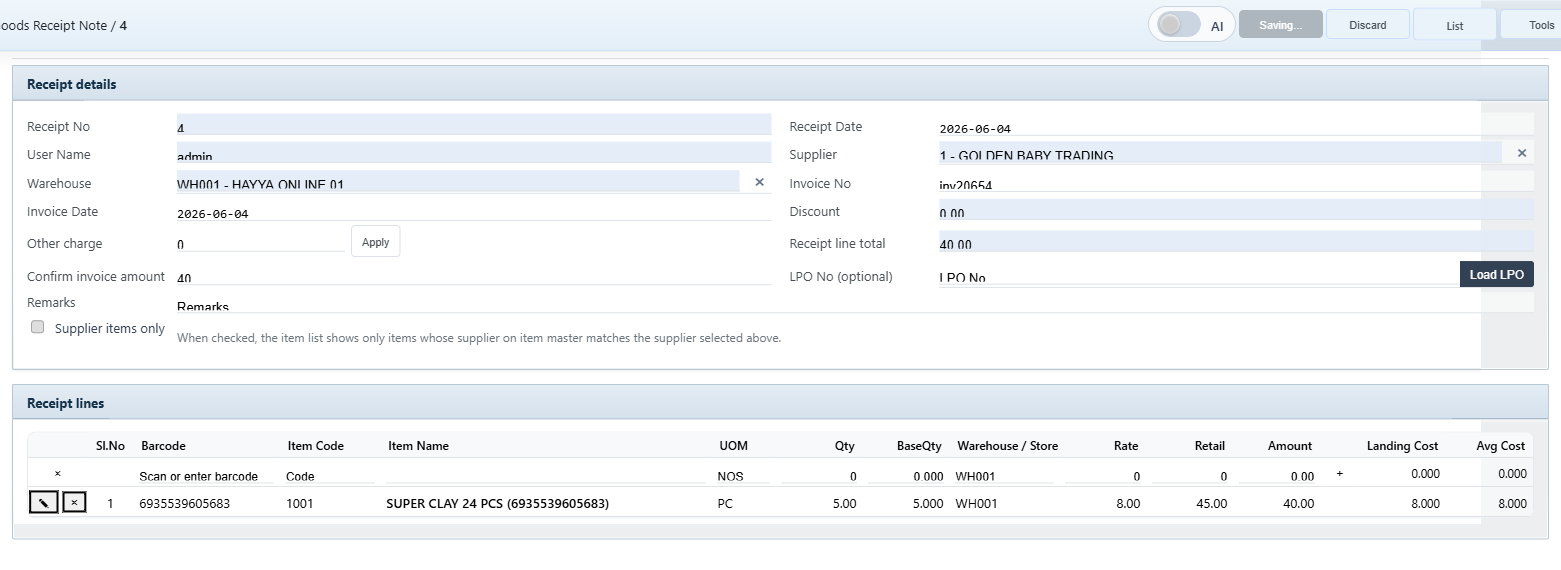 oods Receipt Note / 4
AI Saving... Discard List Tools
Receipt details
Receipt No 4 Receipt Date 2026-06-04
User Name admin Supplier 1 - GOLDEN BABY TRADING ×
Warehouse WH001 - HAYYA ONLINE 01 × Invoice No inv20654
Invoice Date 2026-06-04 Discount 0.00
Other charge 0 Apply Receipt line total 40.00
Confirm invoice amount 40 LPO No (optional) LPO No Load LPO
Remarks Remarks
Supplier items only When checked, the item list shows only items whose supplier on item master matches the supplier selected above.
Receipt lines
Sl.No Barcode Item Code Item Name UOM Qty BaseQty Warehouse / Store Rate Retail Amount Landing Cost Avg Cost
× Scan or enter barcode Code NOS 0 0.000 WH001 0 0 0.00 + 0.000 0.000
× 1 6935539605683 1001 SUPER CLAY 24 PCS (6935539605683) PC 5.00 5.000 WH001 8.00 45.00 40.00 8.000 8.000